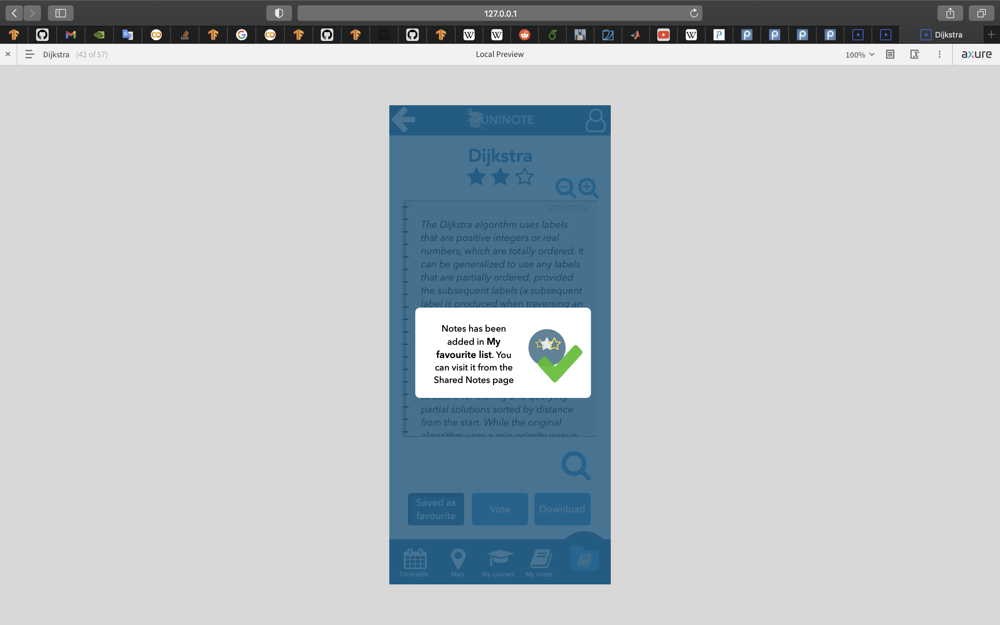 127.0.0.1
Dijkstra
Dijkstra (42 of 57)
Local Preview
100%
axure
UNINOTE
Dijkstra
2021/02/10
The Dijkstra algorithm uses labels
that are positive integers or real
numbers, which are totally ordered. It
can be generalized to use any labels
that are partially ordered, provided
the subsequent labels (a subsequent
label is produced when traversing an
Notes has been
added in My
favourite list. You
can visit it from the
Shared Notes page
structure for storing and querying
partial solutions sorted by distance
from the start. While the original
algorithm uses a min-priority queue
Saved as
favourite
Vote
Download
Timetable
Map
My courses
My notes